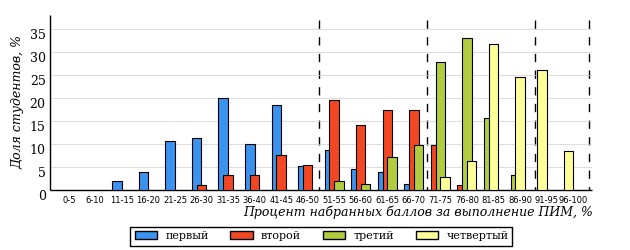 Доля студентов, %
35
30
25
20
15
10
5
0
0-5 6-10 11-15 16-20 21-25 26-30 31-35 36-40 41-45 46-50 51-55 56-60 61-65 66-70 71-75 76-80 81-85 86-90 91-95 96-100
Процент набранных баллов за выполнение ПИМ, %
первый второй третий четвертый